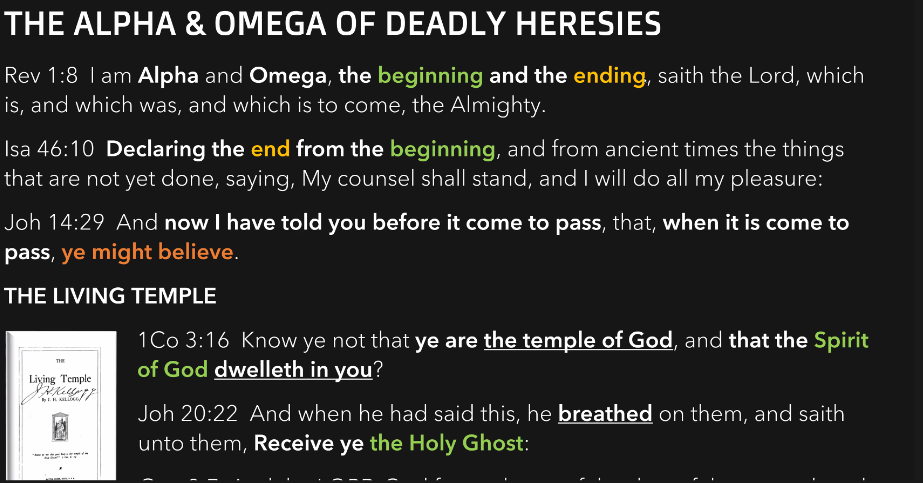 THE ALPHA & OMEGA OF DEADLY HERESIES
Rev 1:8  I am Alpha and Omega, the beginning and the ending, saith the Lord, which
is, and which was, and which is to come, the Almighty.
Isa 46:10  Declaring the end from the beginning, and from ancient times the things
that are not yet done, saying, My counsel shall stand, and I will do all my pleasure:
Joh 14:29  And now I have told you before it come to pass, that, when it is come to
pass, ye might believe.
THE LIVING TEMPLE
THE
Living Temple
By J. H. KELLOGG
1Co 3:16  Know ye not that ye are the temple of God, and that the Spirit
of God dwelleth in you?
Joh 20:22  And when he had said this, he breathed on them, and saith
unto them, Receive ye the Holy Ghost: